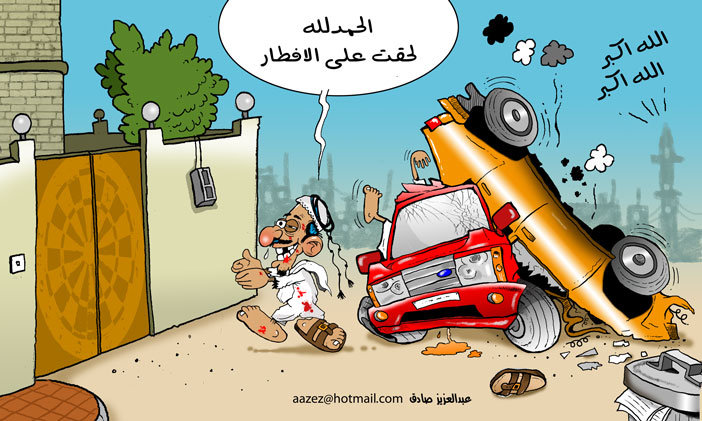 الحمدلله
لحقت على الافطار
الله اكبر
الله اكبر
عبدالعزيز صادق aazez@hotmail.com